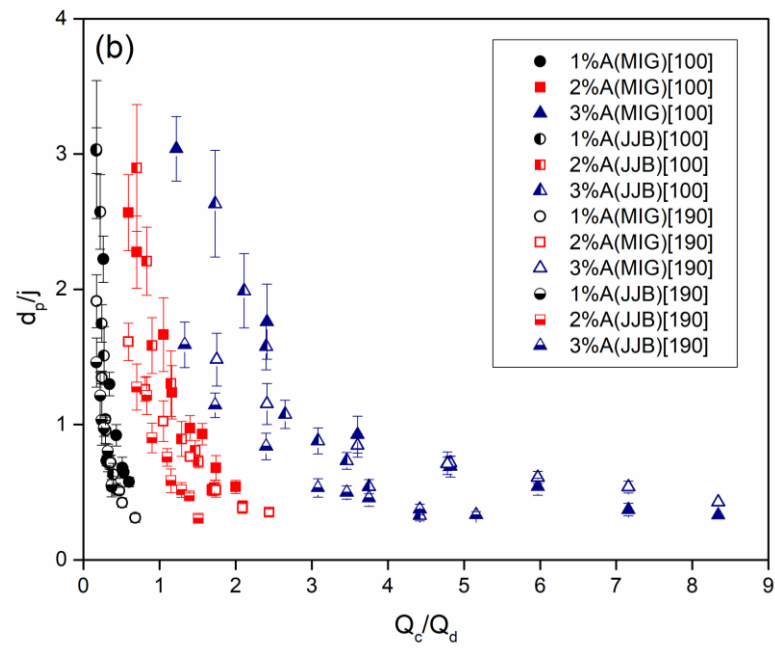 (b)
1%A(MIG)[100]
2%A(MIG)[100]
3%A(MIG)[100]
1%A(JJB)[100]
2%A(JJB)[100]
3%A(JJB)[100]
1%A(MIG)[190]
2%A(MIG)[190]
3%A(MIG)[190]
1%A(JJB)[190]
2%A(JJB)[190]
3%A(JJB)[190]
4
3
2
1
0
dp/j
0 1 2 3 4 5 6 7 8 9
Qc/Qd